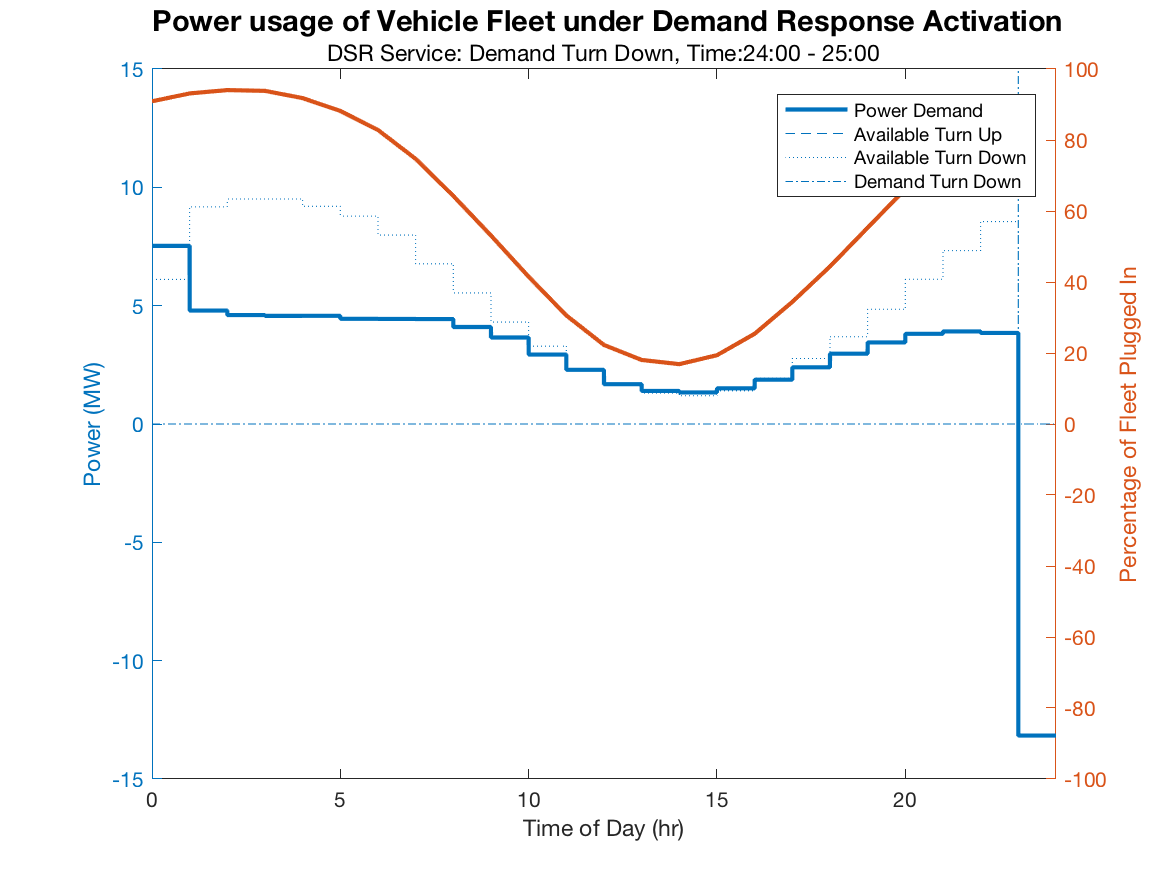 Power usage of Vehicle Fleet under Demand Response Activation
DSR Service: Demand Turn Down, Time:24:00 - 25:00
15
10
5
0
-5
-10
-15
Power (MW)
100
80
60
40
20
0
-20
-40
-60
-80
-100
Percentage of Fleet Plugged In
Power Demand
Available Turn Up
Available Turn Down
Demand Turn Down
0 5 10 15 20
Time of Day (hr)